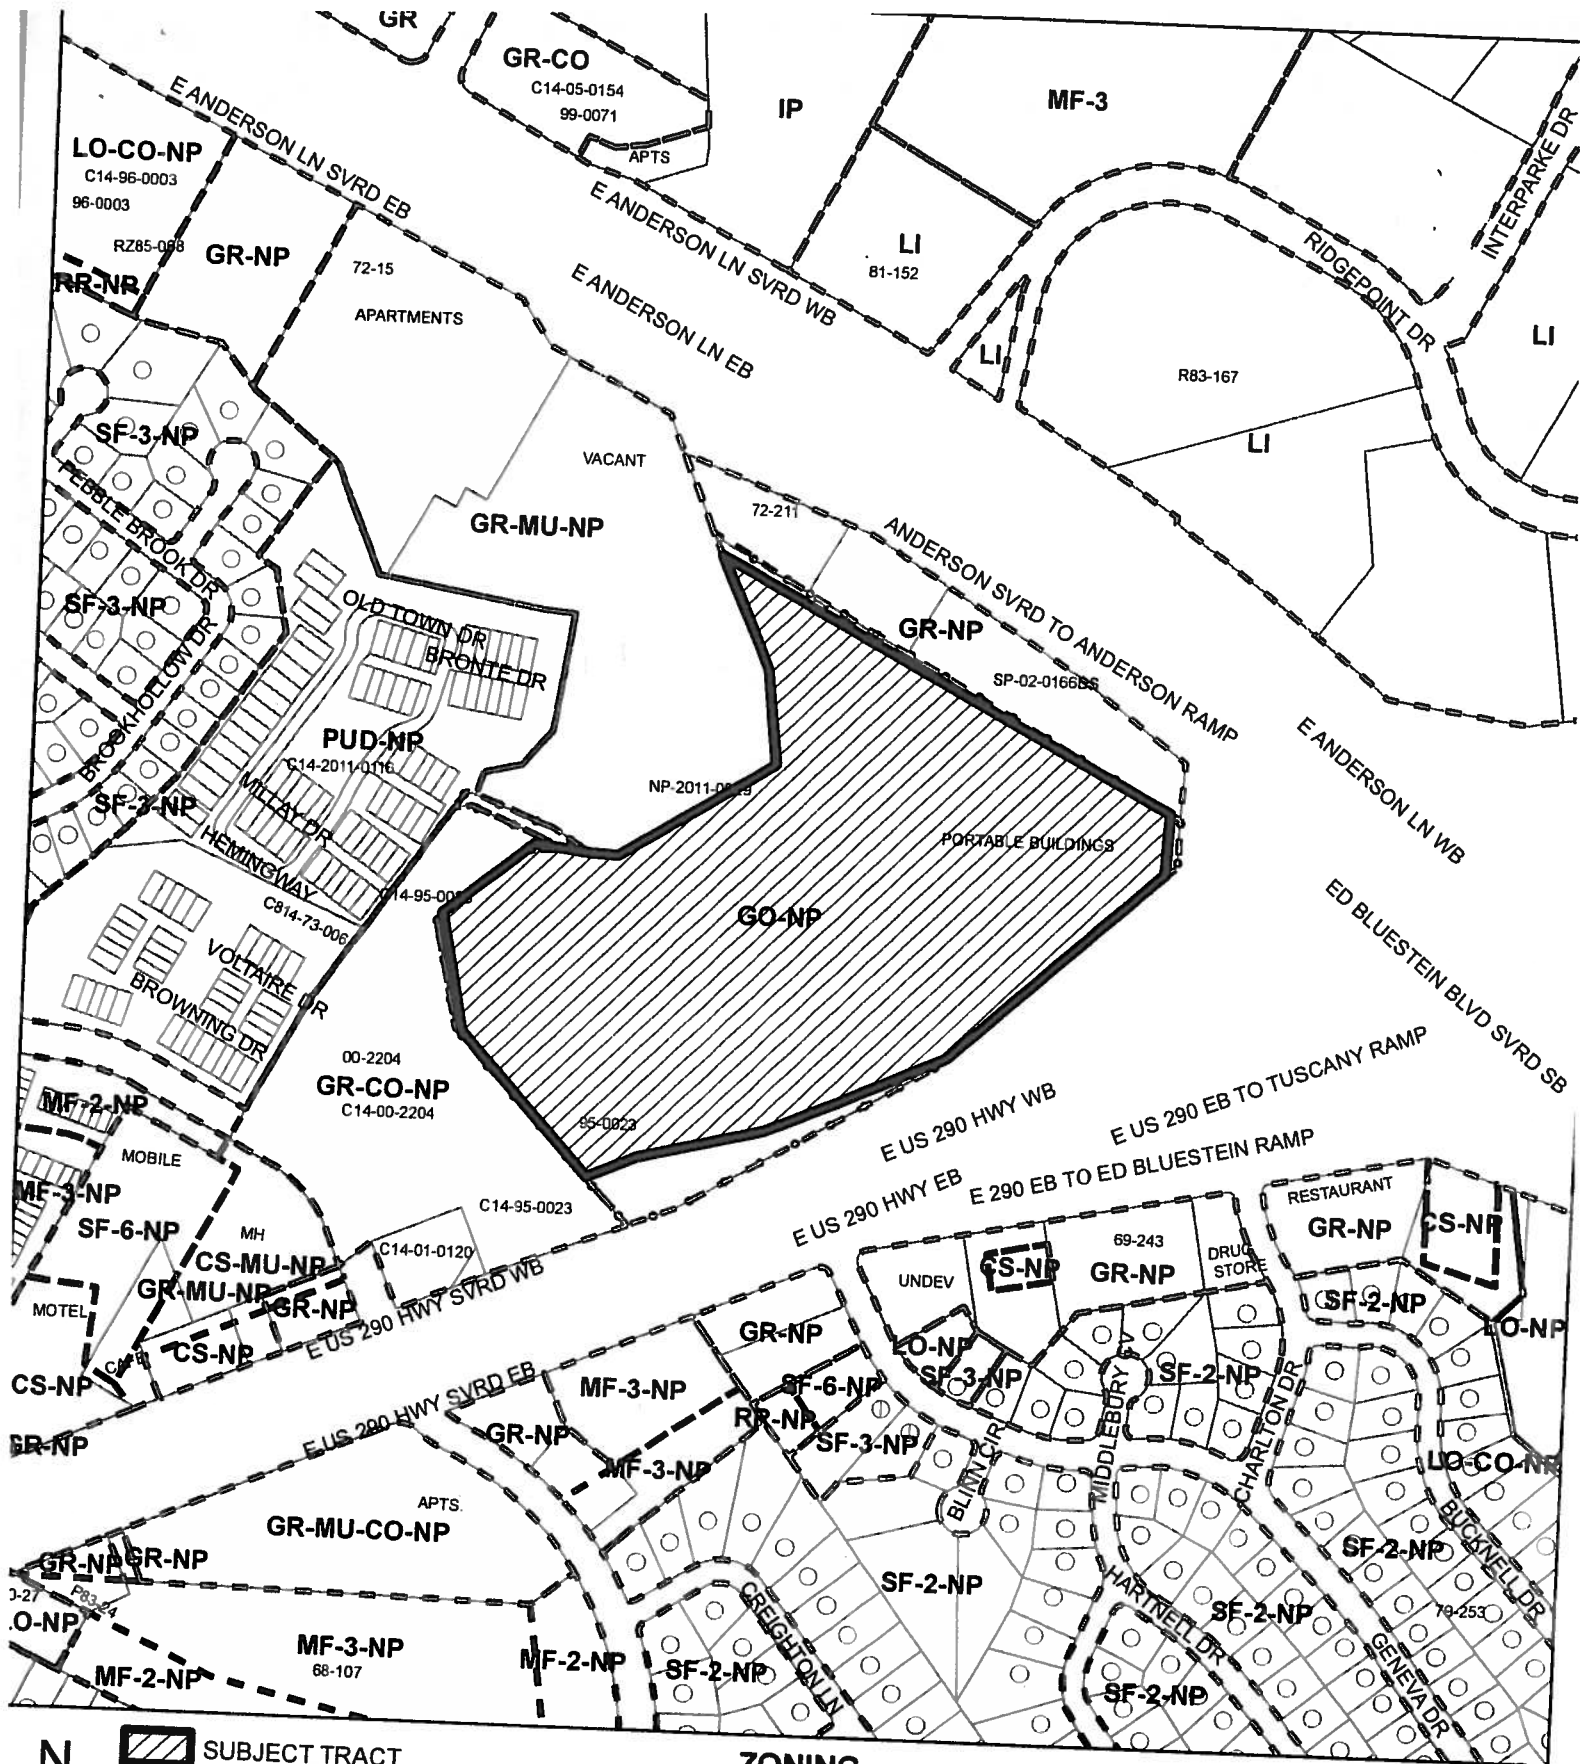 GR
GR-CO
C14-05-0154
99-0071
APTS
IP
MF-3
INTERPARKE DR
E ANDERSON LN SVRD EB
LO-CO-NP
C14-96-0003
96-0003
GR-NP
RR-NP
72-15
APARTMENTS
E ANDERSON LN SVRD WB
E ANDERSON LN EB
LI
81-152
LI
RIDGEPOINT DR
R83-167
LI
LI
SF-3-NP
PEBBLE BROOK DR
VACANT
GR-MU-NP
72-211
ANDERSON SVRD TO ANDERSON RAMP
SF-3-NP
OLD TOWN DR
BRONTE DR
GR-NP
BROOKHOLLOW DR
SP-02-0166BS
PUD-NP
C14-2011-0116
E ANDERSON LN WB
MILLAY DR
SF-3-NP
HEMINGWAY
PORTABLE BUILDINGS
C814-73-006
GO-NP
ED BLUESTEIN BLVD SVRD SB
VOLTAIRE DR
BROWNING DR
00-2204
GR-CO-NP
C14-00-2204
95-0023
E US 290 HWY WB
E US 290 EB TO TUSCANY RAMP
MF-2-NP
MOBILE
MF-3-NP
SF-6-NP
MH
C14-95-0023
E US 290 HWY EB
E 290 EB TO ED BLUESTEIN RAMP
RESTAURANT
GR-NP
CS-NP
CS-MU-NP
C14-01-0120
GR-MU-NP
GR-NP
MOTEL
CAFE
CS-NP
CS-NP
E US 290 HWY SVRD WB
UNDEV
CS-NP
69-243
GR-NP
DRUG
STORE
SF-2-NP
LO-NP
GR-NP
LO-NP
SF-3-NP
SF-2-NP
MIDDLEBURY CV
CHARLTON DR
MF-3-NP
SF-6-NP
RR-NP
SF-3-NP
E US 290 HWY SVRD EB
GR-NP
GR-NP
MF-3-NP
BLINN CIR
LO-CO-NP
APTS.
GR-MU-CO-NP
GR-NP
GR-NP
P83-24
SF-2-NP
SF-2-NP
BUCKNELL DR
HARTNELL DR
SF-2-NP
79-253
GENEVA DR
CREIGHTON LN
MF-3-NP
68-107
MF-2-NP
MF-2-NP
SF-2-NP
SF-2-NP
N
SUBJECT TRACT
ZONING